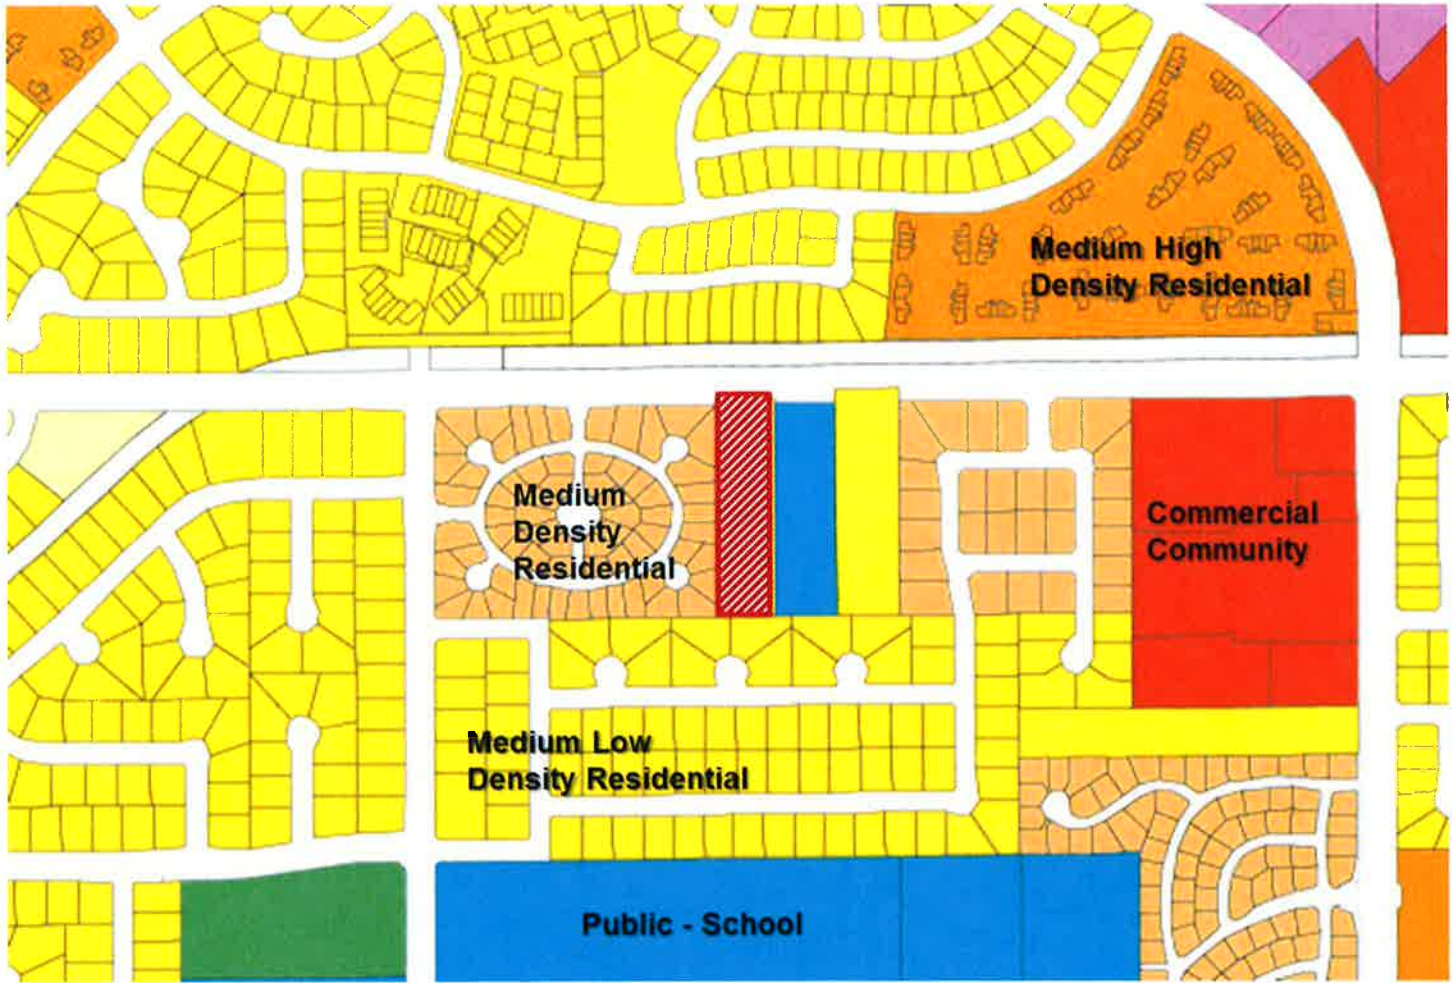 Medium High
Density Residential
Medium
Density
Residential
Commercial
Community
Medium Low
Density Residential
Public - School